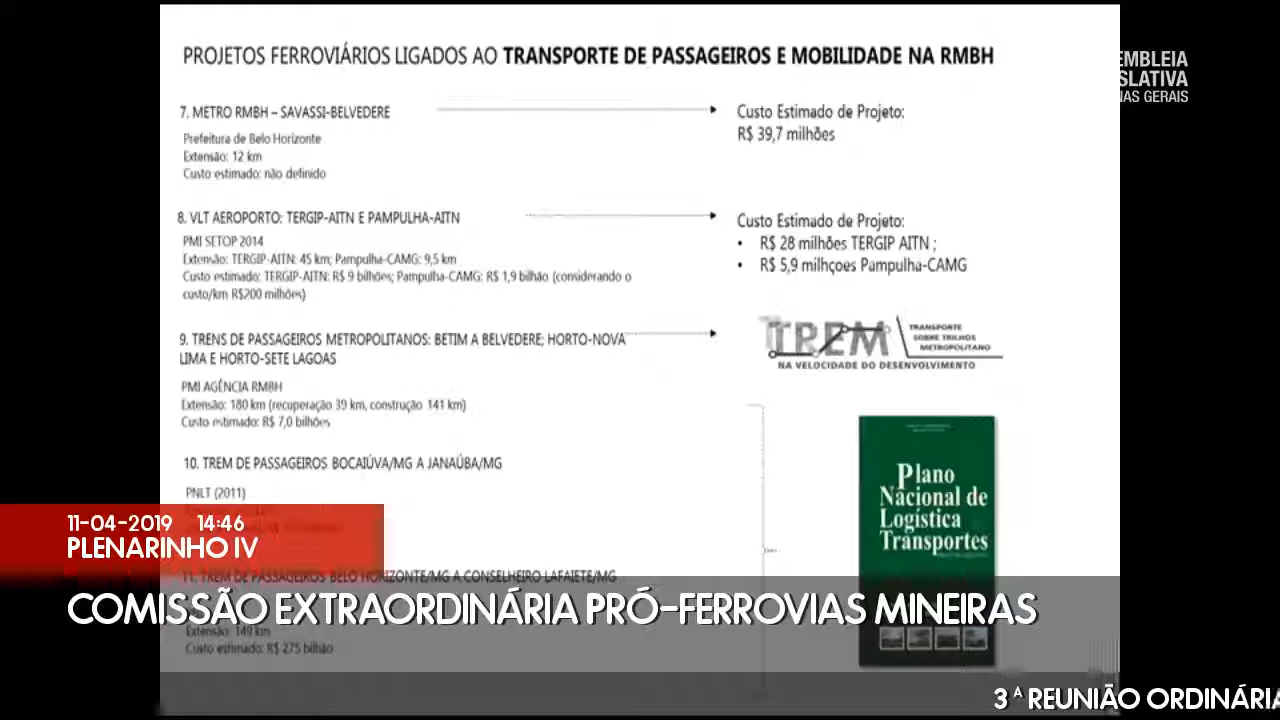 PROJETOS FERROVIÁRIOS LIGADOS AO TRANSPORTE DE PASSAGEIROS E MOBILIDADE NA RMBH
EMBLEIA
ISLATIVA
NAS GERAIS
7. METRO RMBH – SAVASSI-BELVEDERE
Prefeitura de Belo Horizonte
Extensão: 12 km
Custo estimado: não definido
Custo Estimado de Projeto:
R$ 39,7 milhões
8. VLT AEROPORTO: TERGIP-AITN E PAMPULHA-AITN
PMI SETOP 2014
Extensão: TERGIP-AITN: 45 km; Pampulha-CAMG: 9,5 km
Custo estimado: TERGIP-AITN: R$ 9 bilhões; Pampulha-CAMG: R$ 1,9 bilhão (considerando o
custo/km R$200 milhões)
Custo Estimado de Projeto:
• R$ 28 milhões TERGIP AITN ;
• R$ 5,9 milhçoes Pampulha-CAMG
9. TRENS DE PASSAGEIROS METROPOLITANOS: BETIM A BELVEDERE; HORTO-NOVA
LIMA E HORTO-SETE LAGOAS
PMI AGÊNCIA RMBH
Extensão: 180 km (recuperação 39 km, construção 141 km)
Custo estimado: R$ 7,0 bilhões
TREM
TRANSPORTE
SOBRE TRILHOS
METROPOLITANO
NA VELOCIDADE DO DESENVOLVIMENTO
10. TREM DE PASSAGEIROS BOCAIÚVA/MG A JANAÚBA/MG
PNLT (2011)
Plano
Nacional de
Logística
Transportes
11-04-2019 14:46
PLENARINHO IV
11. TREM DE PASSAGEIROS BELO HORIZONTE/MG A CONSELHEIRO LAFAIETE/MG
COMISSÃO EXTRAORDINÁRIA PRÓ-FERROVIAS MINEIRAS
Extensão: 149 km
Custo estimado: R$ 275 bilhão
3ª REUNIÃO ORDINÁRIA